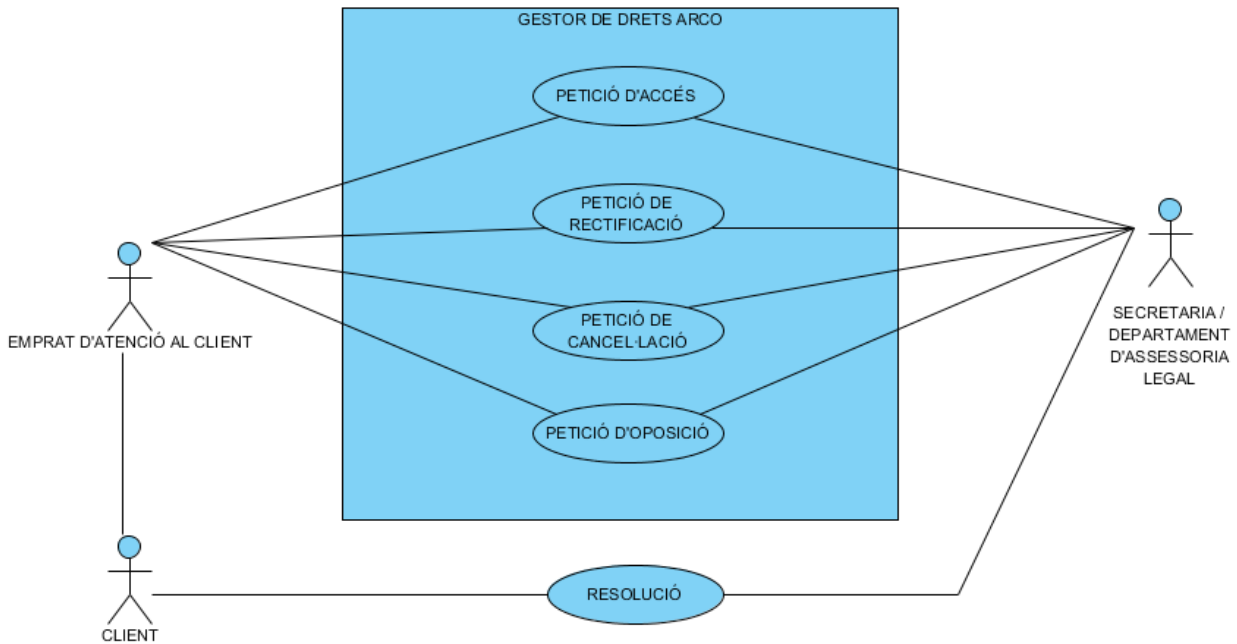 GESTOR DE DRETS ARCO
PETICIÓ D'ACCÉS
PETICIÓ DE
RECTIFICACIÓ
EMPRAT D'ATENCIÓ AL CLIENT
PETICIÓ DE
CANCEL·LACIÓ
SECRETARIA /
DEPARTAMENT
D'ASSESSORIA
LEGAL
PETICIÓ D'OPOSICIÓ
RESOLUCIÓ
CLIENT